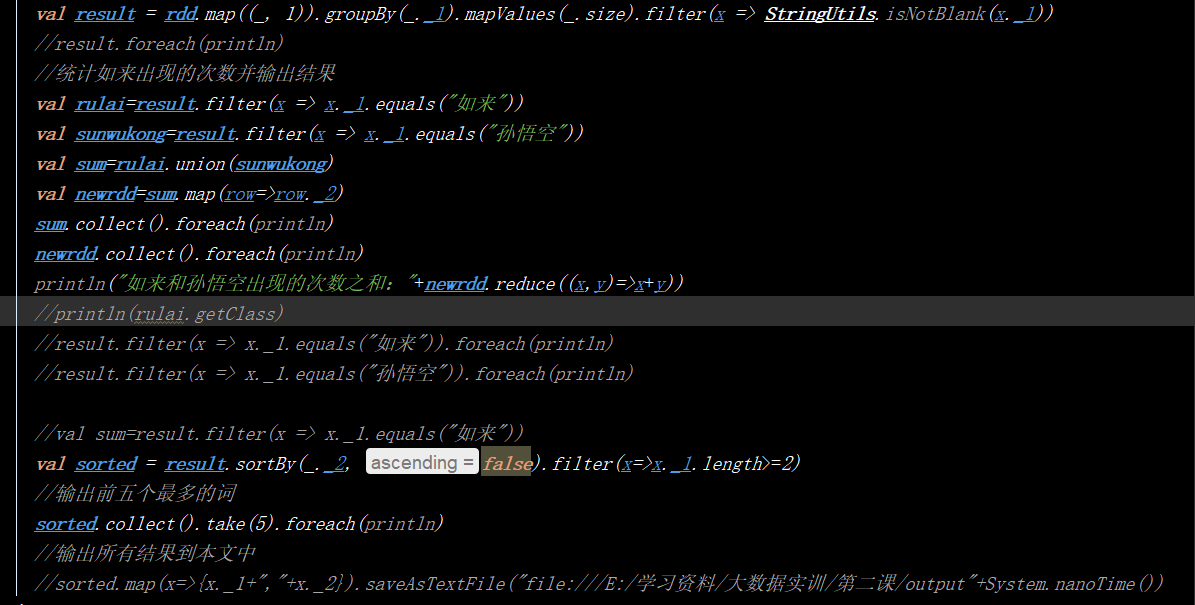 val result = rdd.map((_, 1)).groupBy(_._1).mapValues(_.size).filter(x => StringUtils.isNotBlank(x._1))
//result.foreach(println)
//统计如来出现的次数并输出结果
val rulai=result.filter(x => x._1.equals("如来"))
val sunwukong=result.filter(x => x._1.equals("孙悟空"))
val sum=rulai.union(sunwukong)
val newrdd=sum.map(row=>row._2)
sum.collect().foreach(println)
newrdd.collect().foreach(println)
println("如来和孙悟空出现的次数之和："+newrdd.reduce((x,y)=>x+y))
//println(rulai.getClass)
//result.filter(x => x._1.equals("如来")).foreach(println)
//result.filter(x => x._1.equals("孙悟空")).foreach(println)
//val sum=result.filter(x => x._1.equals("如来"))
val sorted = result.sortBy(_._2, ascending = false).filter(x=>x._1.length>=2)
//输出前五个最多的词
sorted.collect().take(5).foreach(println)
//输出所有结果到本文中
//sorted.map(x=>{x._1+","+x._2}).saveAsTextFile("file:///E:/学习资料/大数据实训/第二课/output"+System.nanoTime())